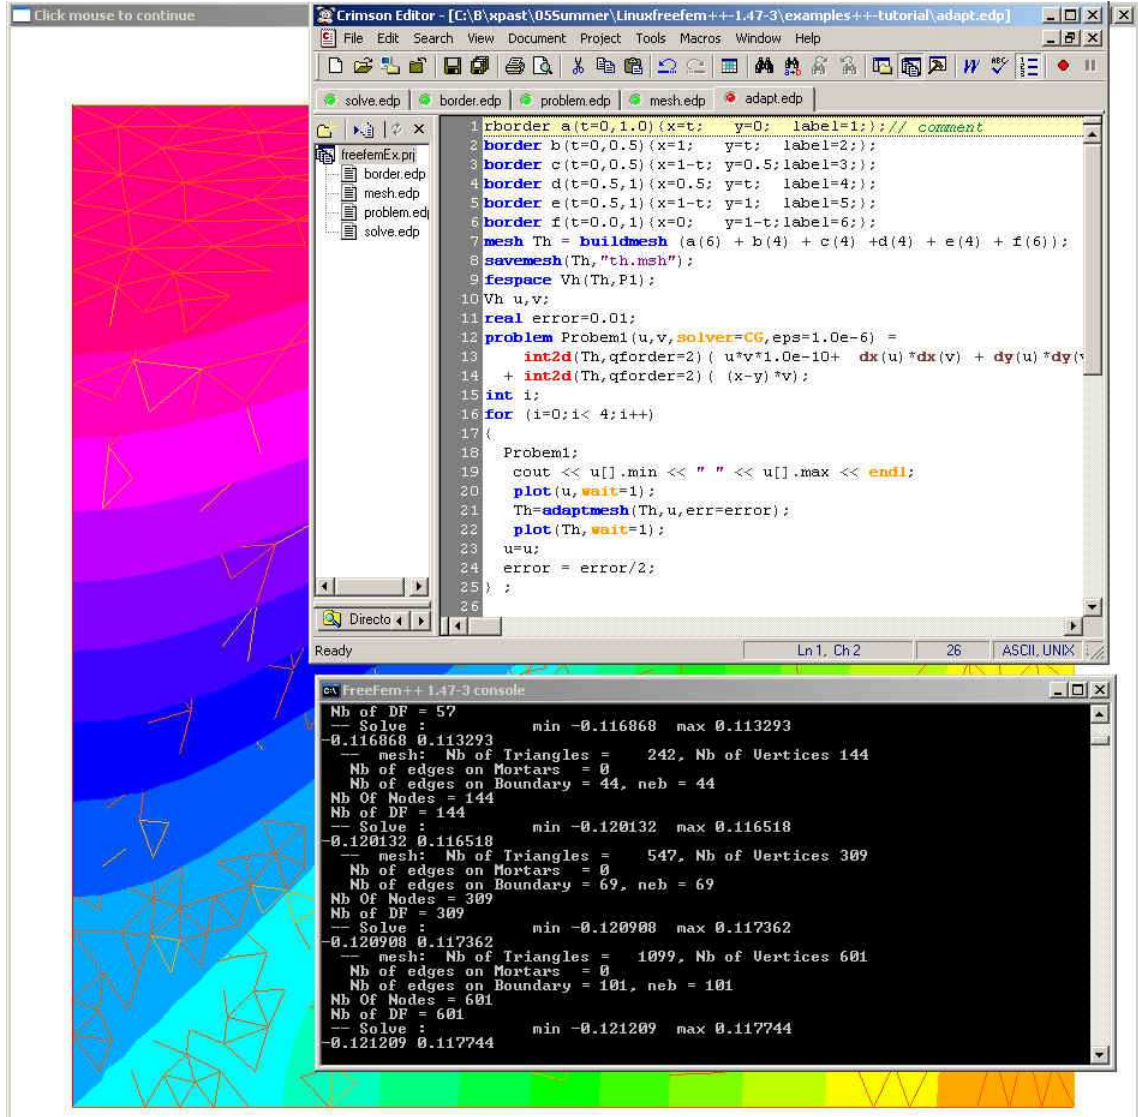 Click mouse to continue
Crimson Editor - [C:\B\xpast\05Summer\Linuxfreefem++-1.47-3\examples++-tutorial\adapt.edp]
File Edit Search View Document Project Tools Macros Window Help
solve.edp border.edp problem.edp mesh.edp adapt.edp
freefemEx.prj
border.edp
mesh.edp
problem.edp
solve.edp
Directo
1 rborder a(t=0,1.0){x=t; y=0; label=1;};// comment
2 border b(t=0,0.5){x=1; y=t; label=2;};
3 border c(t=0,0.5){x=1-t; y=0.5;label=3;};
4 border d(t=0.5,1){x=0.5; y=t; label=4;};
5 border e(t=0.5,1){x=1-t; y=1; label=5;};
6 border f(t=0.0,1){x=0; y=1-t;label=6;};
7 mesh Th = buildmesh (a(6) + b(4) + c(4) +d(4) + e(4) + f(6));
8 savemesh(Th,"th.msh");
9 fespace Vh(Th,P1);
10 Vh u,v;
11 real error=0.01;
12 problem Probem1(u,v,solver=CG,eps=1.0e-6) =
13 int2d(Th,qforder=2)( u*v*1.0e-10+ dx(u)*dx(v) + dy(u)*dy(
14 + int2d(Th,qforder=2)( (x-y)*v);
15 int i;
16 for (i=0;i< 4;i++)
17 {
18 Probem1;
19 cout << u[].min << " " << u[].max << endl;
20 plot(u,wait=1);
21 Th=adaptmesh(Th,u,err=error);
22 plot(Th,wait=1);
23 u=u;
24 error = error/2;
25 } ;
26
Ready Ln 1, Ch 2 26 ASCII, UNIX
FreeFem++ 1.47-3 console
Nb of DF = 57
-- Solve : min -0.116868 max 0.113293
-0.116868 0.113293
-- mesh: Nb of Triangles = 242, Nb of Vertices 144
Nb of edges on Mortars = 0
Nb of edges on Boundary = 44, neb = 44
Nb Of Nodes = 144
Nb of DF = 144
-- Solve : min -0.120132 max 0.116518
-0.120132 0.116518
-- mesh: Nb of Triangles = 547, Nb of Vertices 309
Nb of edges on Mortars = 0
Nb of edges on Boundary = 69, neb = 69
Nb Of Nodes = 309
Nb of DF = 309
-- Solve : min -0.120908 max 0.117362
-0.120908 0.117362
-- mesh: Nb of Triangles = 1099, Nb of Vertices 601
Nb of edges on Mortars = 0
Nb of edges on Boundary = 101, neb = 101
Nb Of Nodes = 601
Nb of DF = 601
-- Solve : min -0.121209 max 0.117744
-0.121209 0.117744